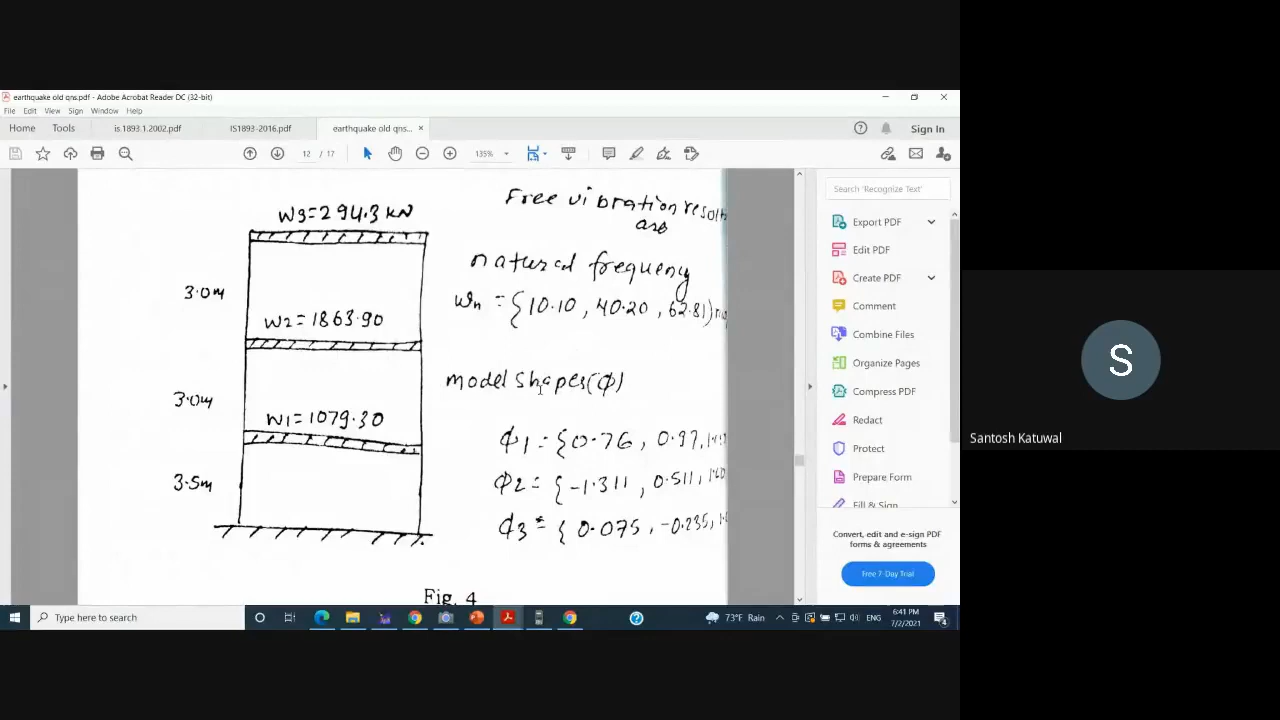 earthquake old qns.pdf - Adobe Acrobat Reader DC (32-bit)
File Edit View Sign Window Help
Home Tools is.1893.1.2002.pdf IS1893-2016.pdf earthquake old qns... × Sign In
12 / 17 135%
W3=294.3 kN
3.0m
W2=1863.90
3.0m
W1=1079.30
3.5m
Free vibration results
are
natural frequency
ωn = {10.10, 40.20, 62.81)
model shapes(φ)
φ1 = {0.76, 0.97,
φ2 = {-1.311, 0.511, 1.60
φ3 = { 0.075, -0.235,
Fig. 4
Search 'Recognize Text'
Export PDF
Edit PDF
Create PDF
Comment
Combine Files
Organize Pages
Compress PDF
Redact
Protect
Prepare Form
Fill & Sign
Convert, edit and e-sign PDF
forms & agreements
Free 7-Day Trial
S
Santosh Katuwal
Type here to search
73°F Rain
ENG
6:41 PM
7/2/2021
4